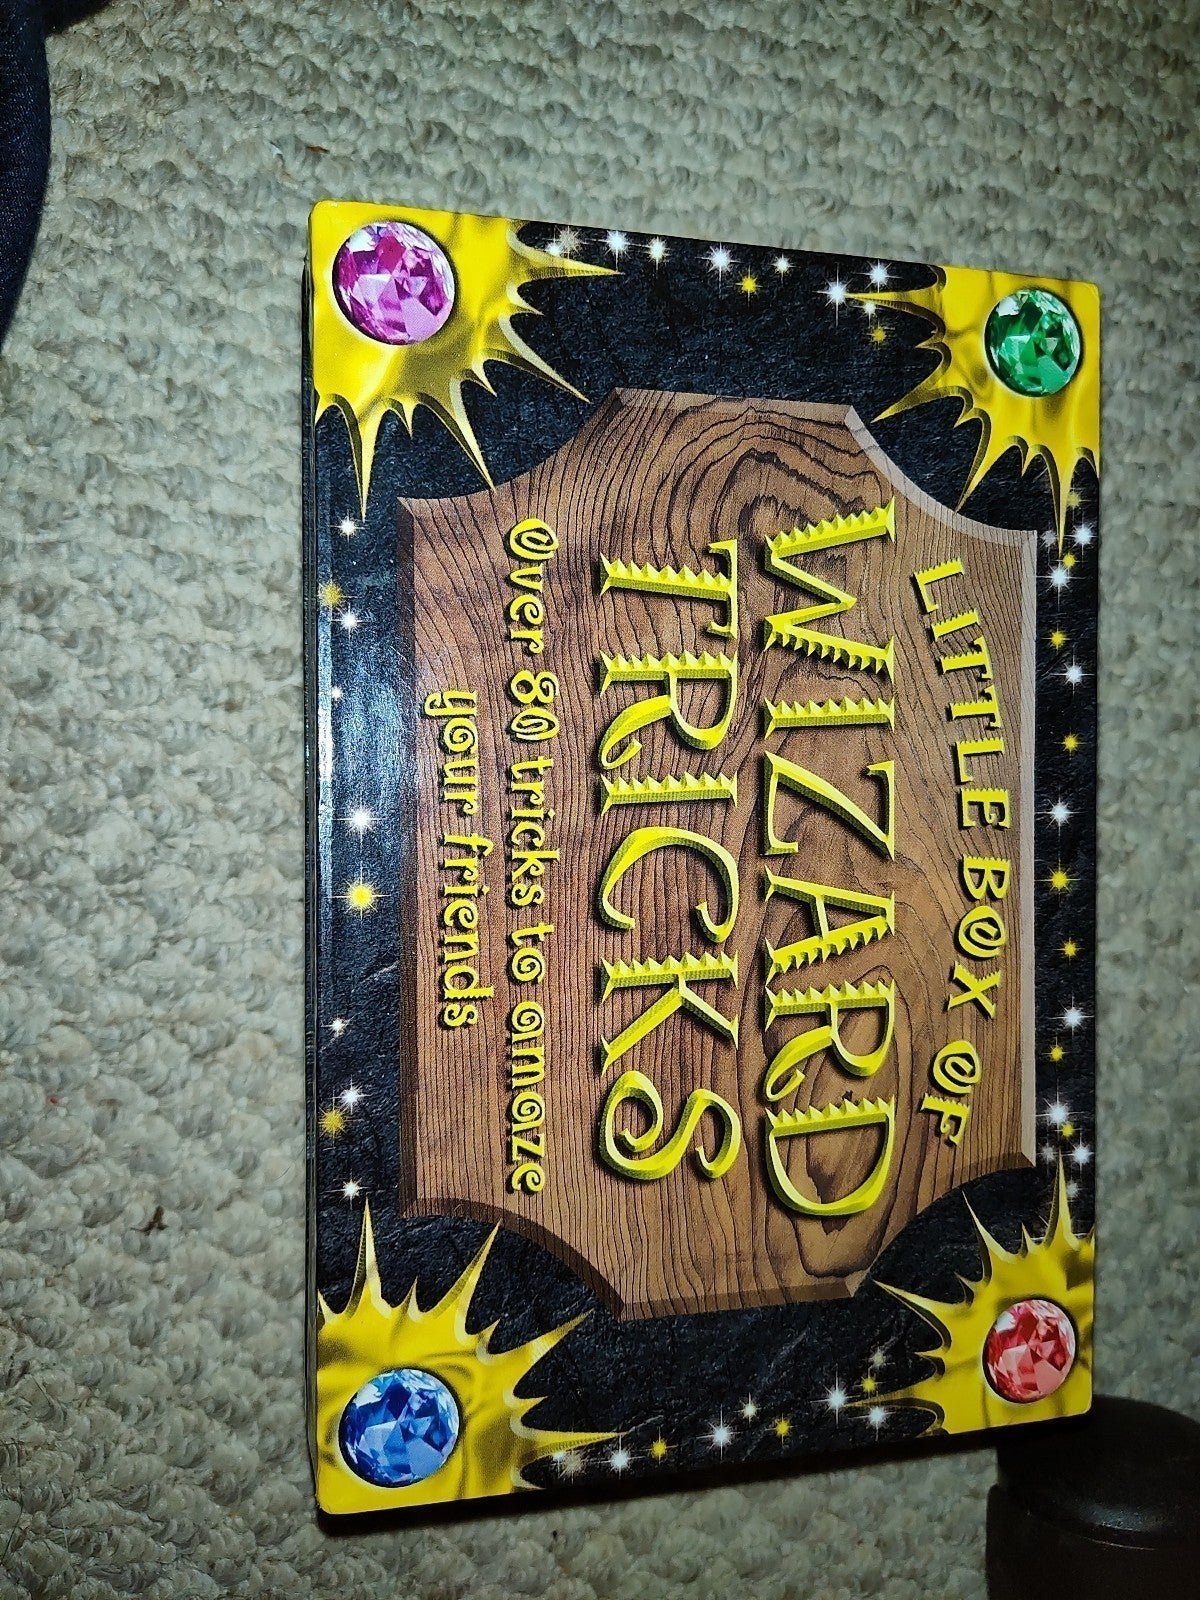 LITTLE BOX OF
WIZARD
TRICKS
Over 80 tricks to amaze
your friends